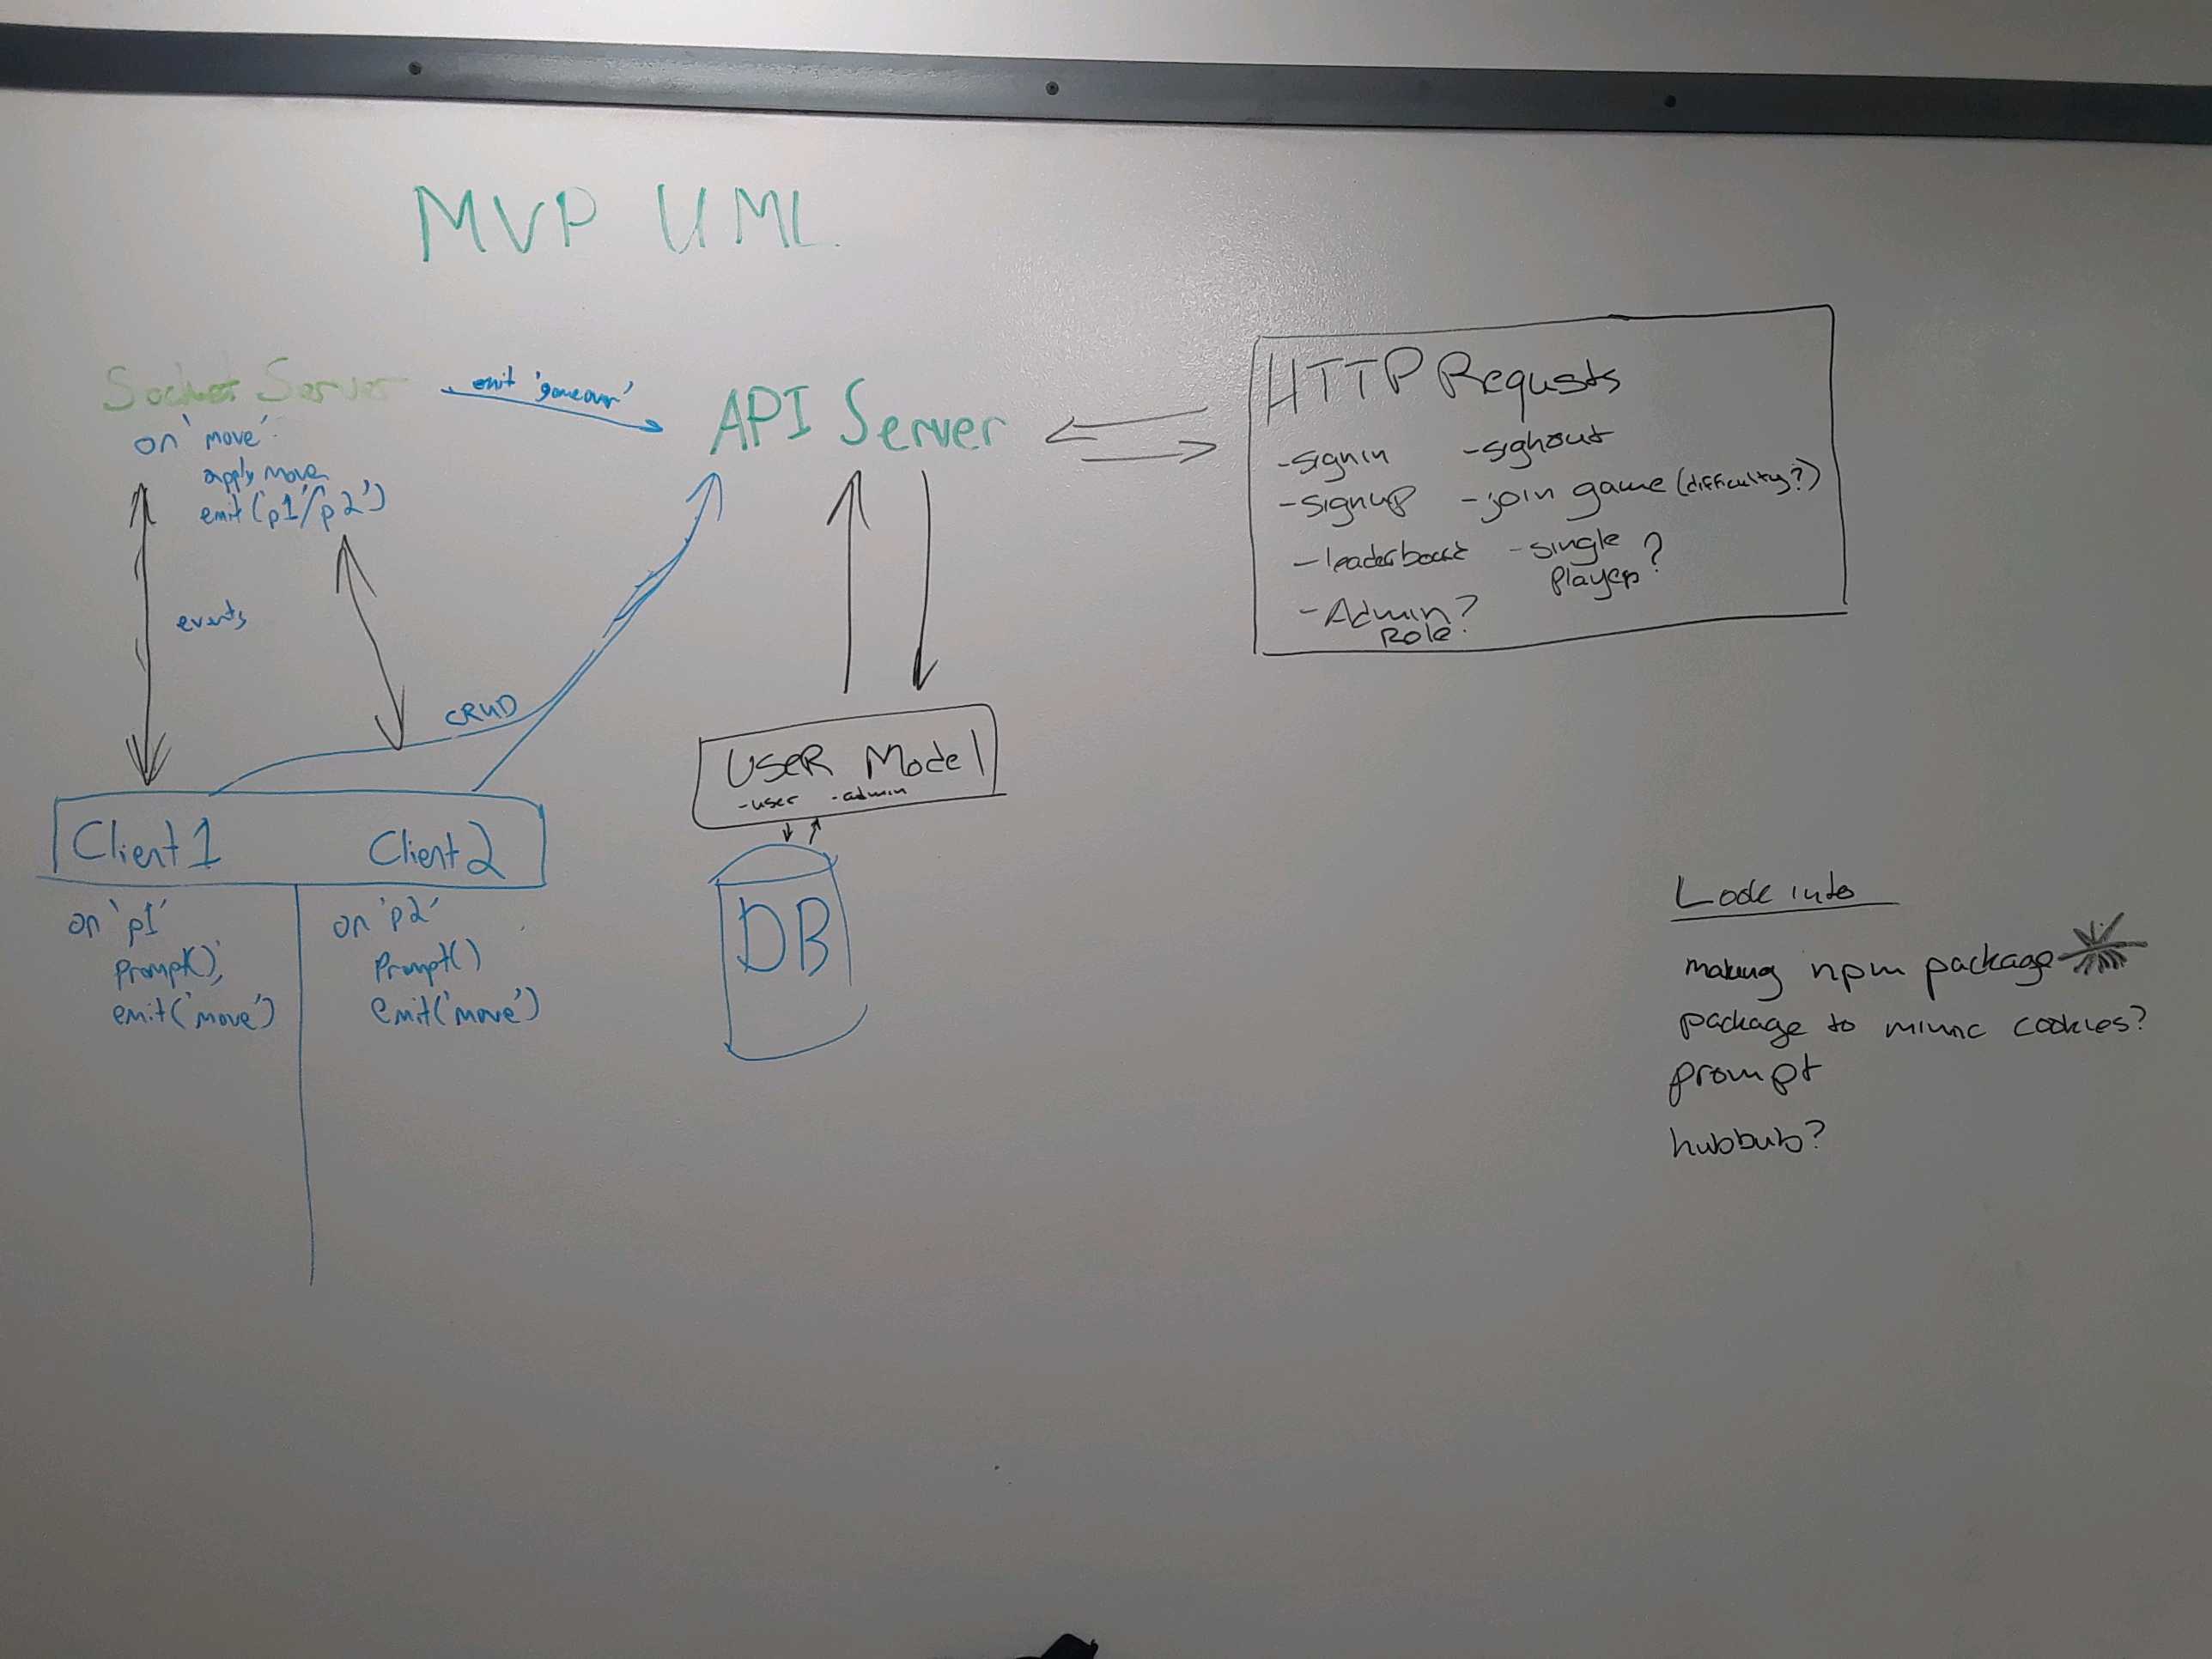 MVP UML
Socket Server
emit 'gameover'
API Server
on 'move'
apply move
emit('p1'/'p2')
events
CRUD
Client 1
Client 2
on 'p1'
prompt();
emit('move')
on 'p2'
Prompt()
emit('move')
USER Model
-user -admin
DB
HTTP Requsts
-signin -signout
-signup -join game (difficulty?)
-leaderboard -single
player?
-Admin?
Role?
Look into
making npm package
package to mimic cookies?
prompt
hubbub?